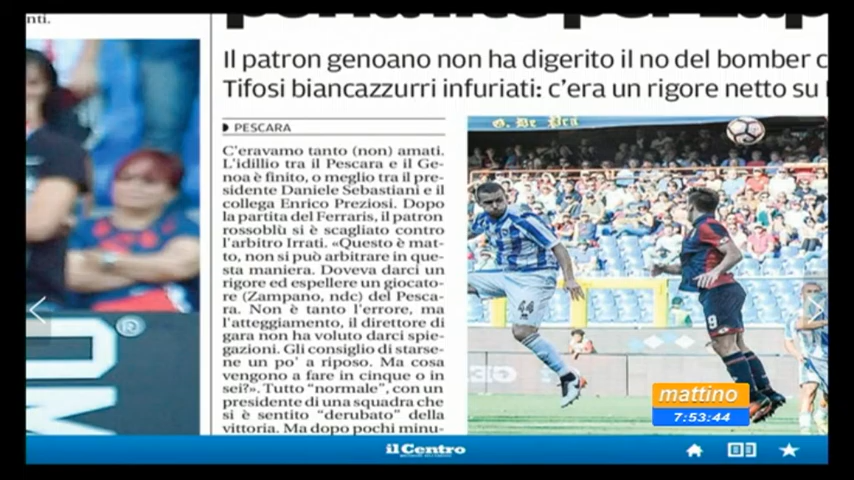 nti.
Il patron genoano non ha digerito il no del bomber c
Tifosi biancazzurri infuriati: c'era un rigore netto su
PESCARA
C'eravamo tanto (non) amati.
L'idillio tra il Pescara e il Ge-
noa è finito, o meglio tra il pre-
sidente Daniele Sebastiani e il
collega Enrico Preziosi. Dopo
la partita del Ferraris, il patron
rossoblù si è scagliato contro
l'arbitro Irrati. «Questo è mat-
to, non si può arbitrare in que-
sta maniera. Doveva darci un
rigore ed espellere un giocato-
re (Zampano, ndc) del Pesca-
ra. Non è tanto l'errore, ma
l'atteggiamento, il direttore di
gara non ha voluto darci spie-
gazioni. Gli consiglio di starse-
ne un po' a riposo. Ma cosa
vengono a fare in cinque o in
sei?». Tutto "normale", con un
presidente di una squadra che
si è sentito "derubato" della
vittoria. Ma dopo pochi minu-
G. De Pra
44
9
®
mattino
7:53:44
il Centro